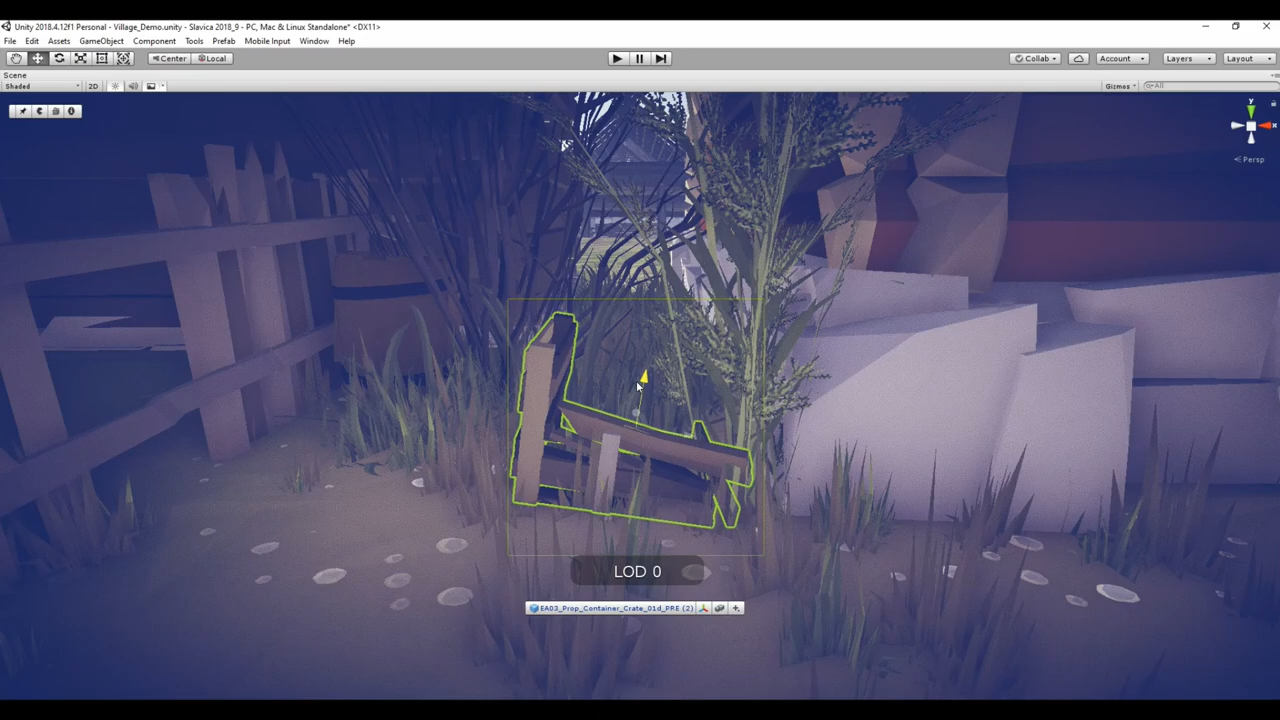 Unity 2018.4.12f1 Personal - Village_Demo.unity - Slavica 2018_9 - PC, Mac & Linux Standalone* <DX11>
File Edit Assets GameObject Component Tools Prefab Mobile Input Window Help
Center Local Collab Account Layers Layout
Scene
Shaded 2D Gizmos All
y
x
Persp
LOD 0
EA03_Prop_Container_Crate_01d_PRE (2)